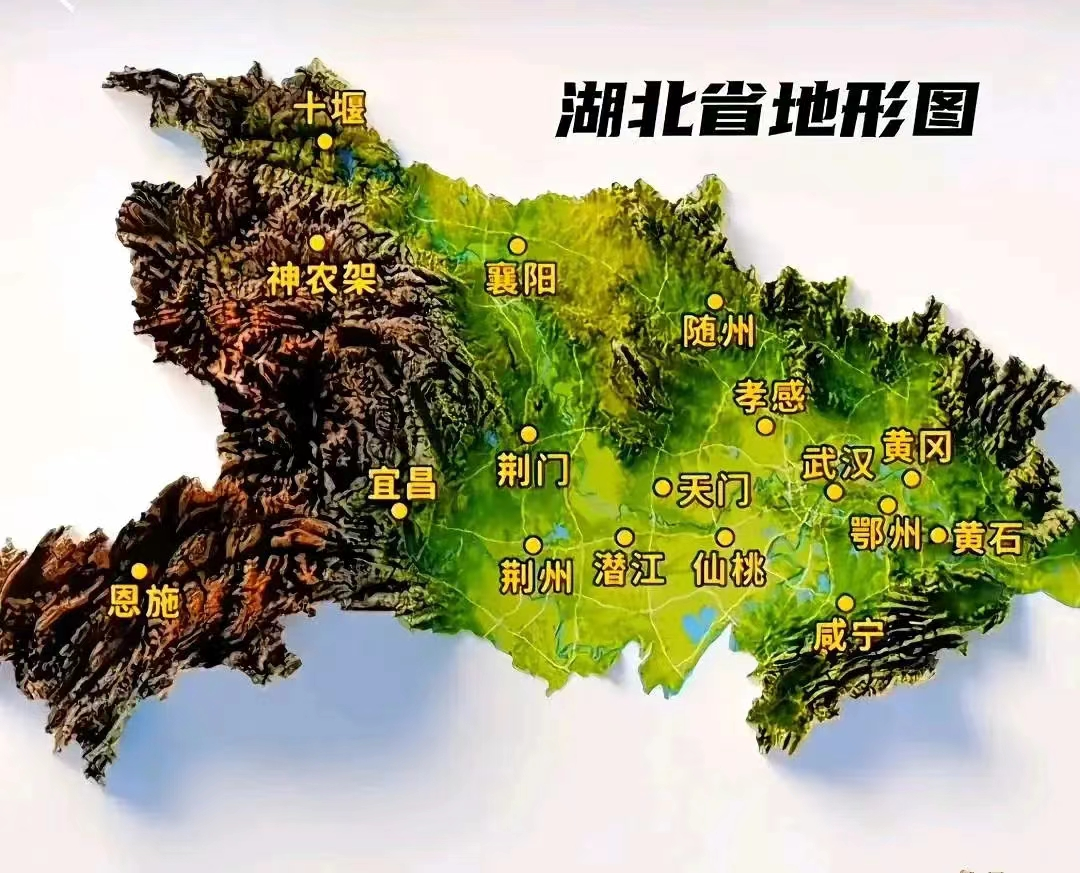 湖北省地形图
十堰
神农架
襄阳
随州
孝感
武汉
黄冈
荆门
宜昌
天门
鄂州
黄石
荆州
潜江
仙桃
恩施
咸宁